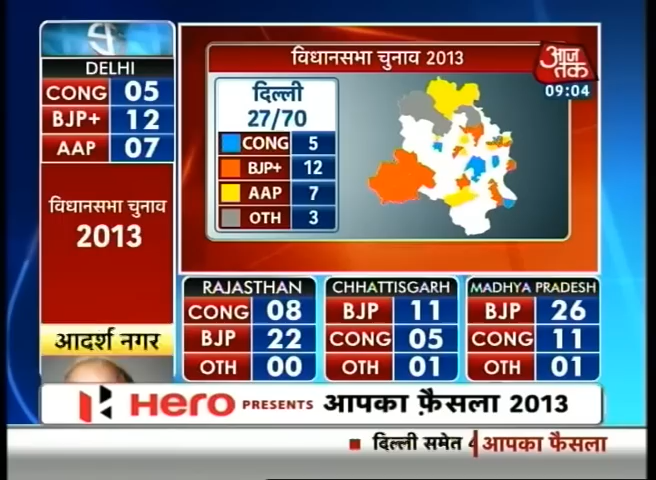 DELHI
CONG 05
BJP+ 12
AAP 07
विधानसभा चुनाव
2013
आदर्श नगर
विधानसभा चुनाव 2013
आज तक
09:04
दिल्ली
27/70
CONG 5
BJP+ 12
AAP 7
OTH 3
RAJASTHAN
CONG 08
BJP 22
OTH 00
CHHATTISGARH
BJP 11
CONG 05
OTH 01
MADHYA PRADESH
BJP 26
CONG 11
OTH 01
Hero PRESENTS आपका फ़ैसला 2013
दिल्ली समेत आपका फैसला